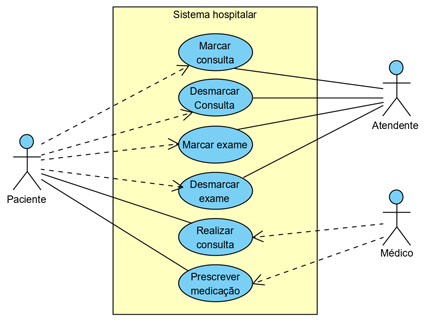 Sistema hospitalar
Marcar
consulta
Desmarcar
Consulta
Marcar exame
Desmarcar
exame
Realizar
consulta
Prescrever
medicação
Paciente
Atendente
Médico